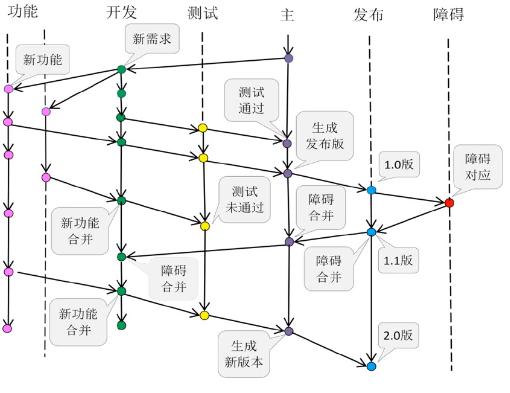 功能
开发
测试
主
发布
障碍
新需求
新功能
测试
通过
生成
发布版
1.0版
障碍
对应
测试
未通过
障碍
合并
新功能
合并
障碍
合并
障碍
合并
1.1版
新功能
合并
生成
新版本
2.0版